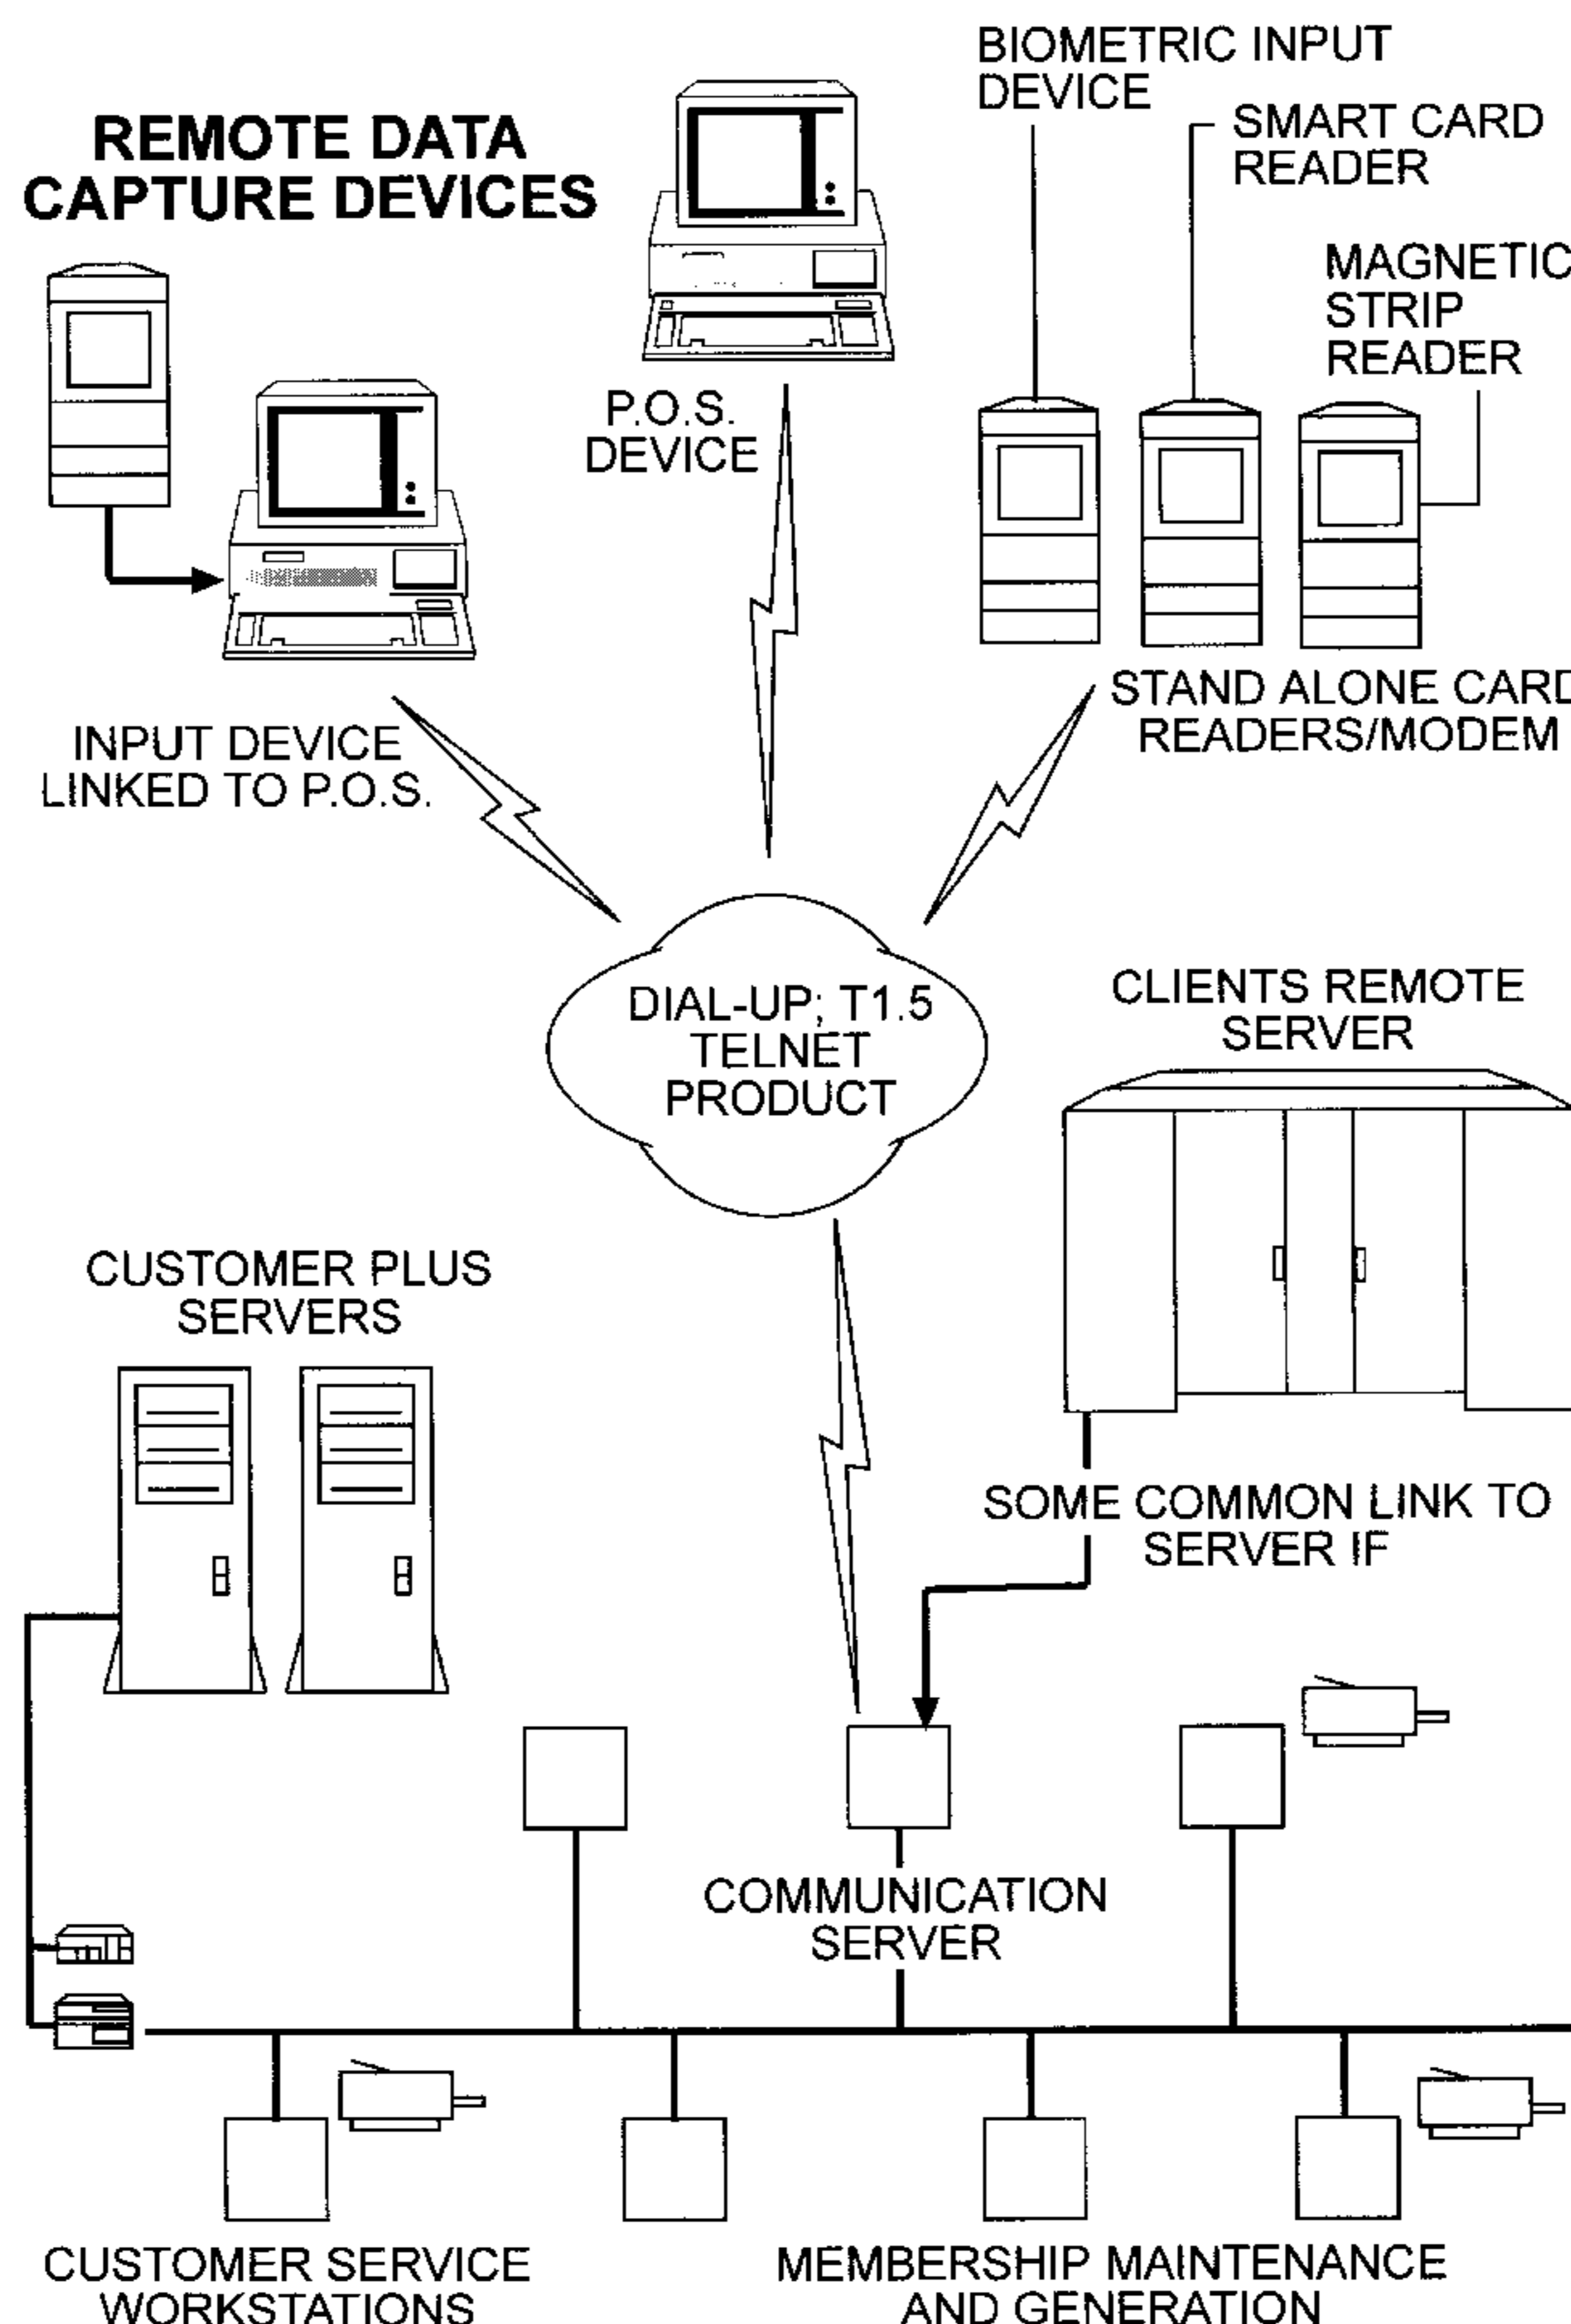 REMOTE DATA
CAPTURE DEVICES
P.O.S.
DEVICE
BIOMETRIC INPUT
DEVICE
SMART CARD
READER
MAGNETIC
STRIP
READER
STAND ALONE CARD
READERS/MODEM
INPUT DEVICE
LINKED TO P.O.S.
DIAL-UP; T1.5
TELNET
PRODUCT
CLIENTS REMOTE
SERVER
CUSTOMER PLUS
SERVERS
SOME COMMON LINK TO
SERVER IF
COMMUNICATION
SERVER
CUSTOMER SERVICE
WORKSTATIONS
MEMBERSHIP MAINTENANCE
AND GENERATION